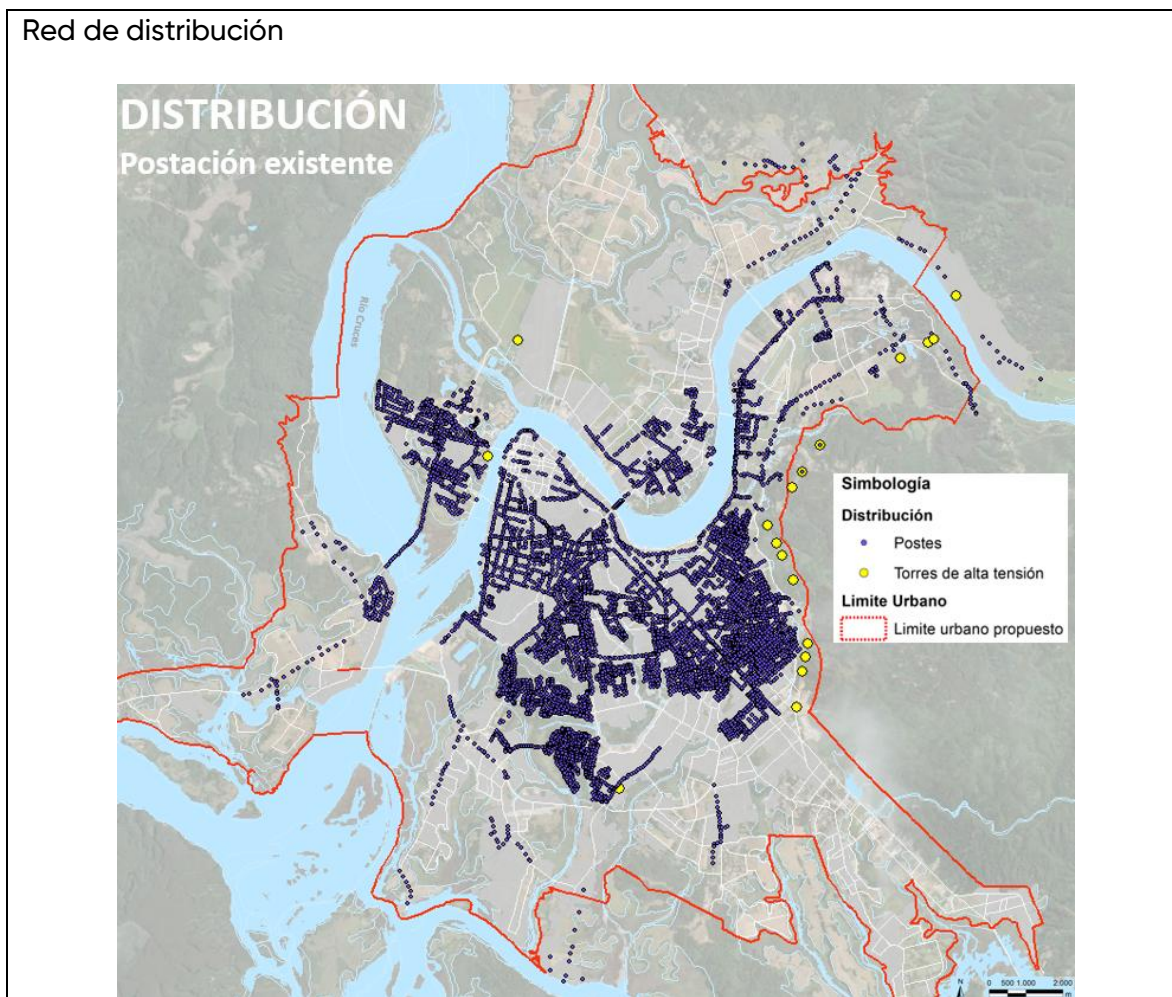 Red de distribución
DISTRIBUCIÓN
Postación existente
Río Cruces
Simbología
Distribución
Postes
Torres de alta tensión
Limite Urbano
Limite urbano propuesto
N
0 500 1.000 2.000
m